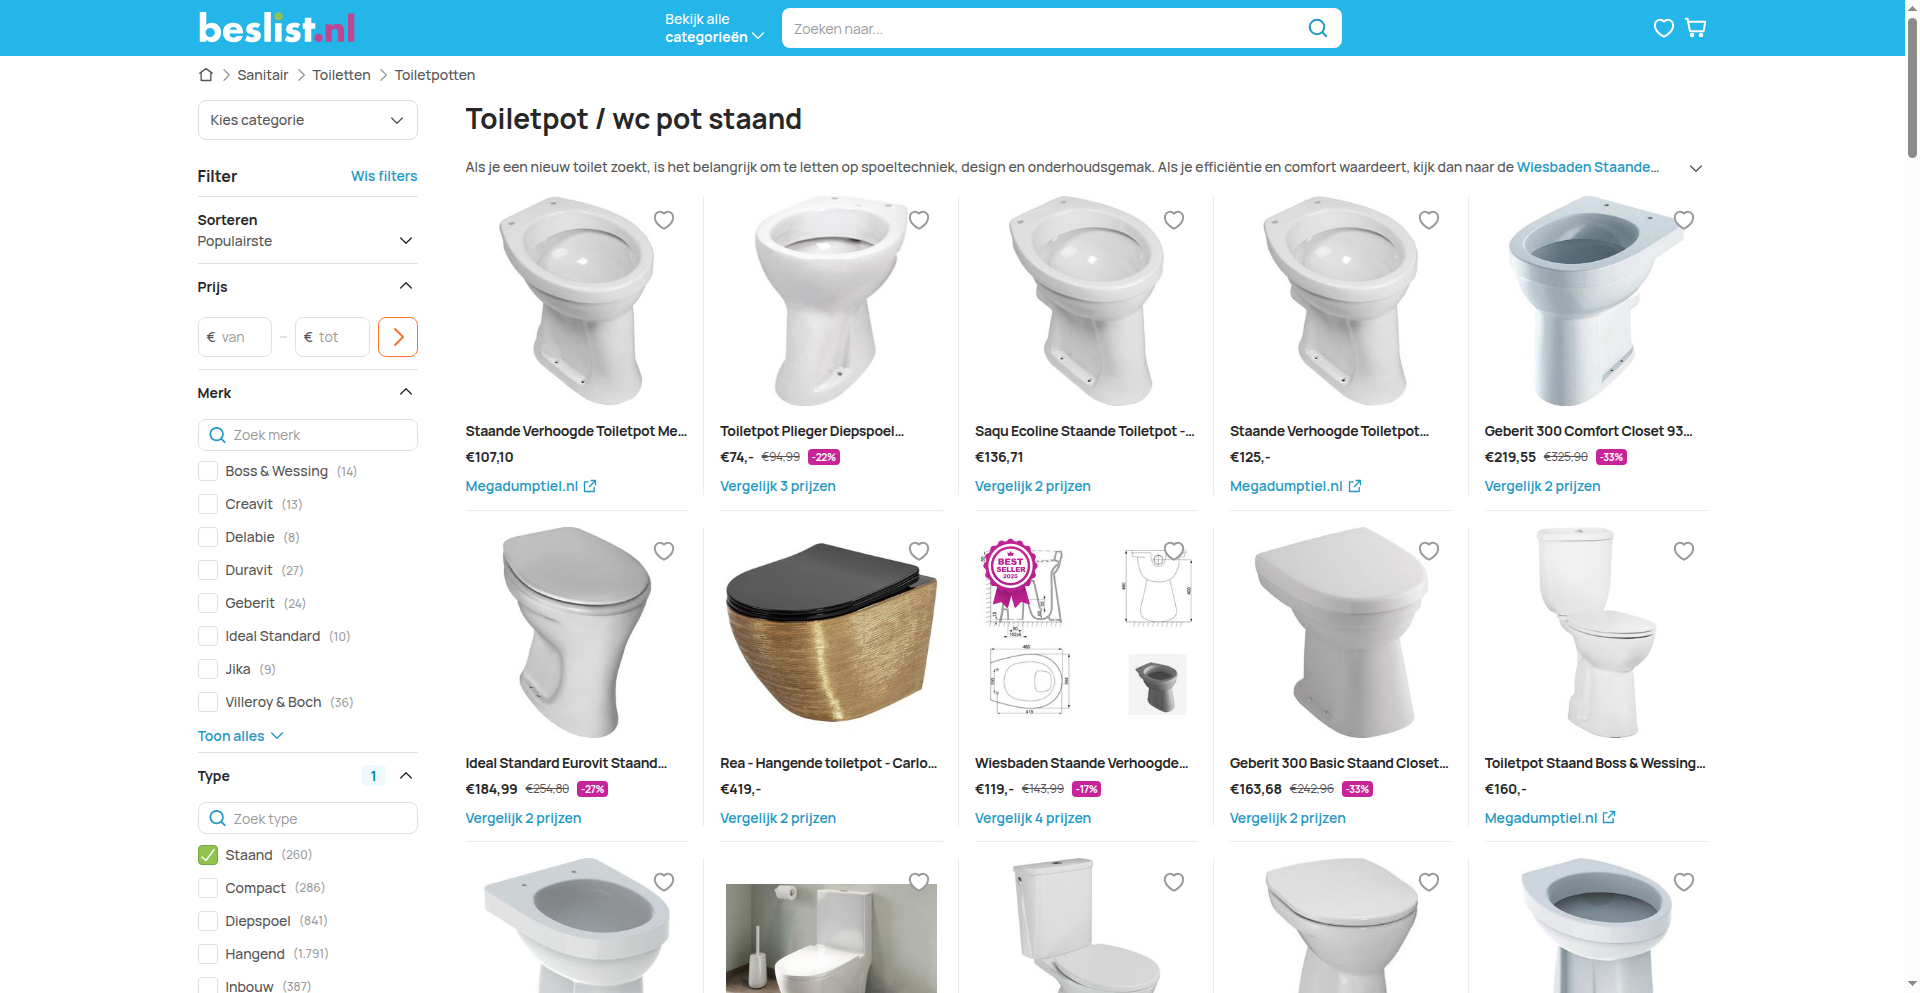 beslist.nl
Bekijk alle
categorieën
Zoeken naar...
Sanitair
Toiletten
Toiletpotten
Kies categorie
Filter
Wis filters
Sorteren
Populairste
Prijs
€ van
–
€ tot
Merk
Zoek merk
Boss & Wessing (14)
Creavit (13)
Delabie (8)
Duravit (27)
Geberit (24)
Ideal Standard (10)
Jika (9)
Villeroy & Boch (36)
Toon alles
Type 1
Zoek type
Staand (260)
Compact (286)
Diepspoel (841)
Hangend (1.791)
Inbouw (387)
Toiletpot / wc pot staand
Als je een nieuw toilet zoekt, is het belangrijk om te letten op spoeltechniek, design en onderhoudsgemak. Als je efficiëntie en comfort waardeert, kijk dan naar de Wiesbaden Staande...
Staande Verhoogde Toiletpot Me...
€107,10
Megadumptiel.nl
Toiletpot Plieger Diepspoel...
€74,- €94,99 -22%
Vergelijk 3 prijzen
Saqu Ecoline Staande Toiletpot -...
€136,71
Vergelijk 2 prijzen
Staande Verhoogde Toiletpot...
€125,-
Megadumptiel.nl
Geberit 300 Comfort Closet 93...
€219,55 €325,90 -33%
Vergelijk 2 prijzen
Ideal Standard Eurovit Staand...
€184,99 €254,80 -27%
Vergelijk 2 prijzen
Rea - Hangende toiletpot - Carlo...
€419,-
Vergelijk 2 prijzen
BEST
SELLER
2025
Wiesbaden Staande Verhoogde...
€119,- €143,99 -17%
Vergelijk 4 prijzen
Geberit 300 Basic Staand Closet...
€163,68 €242,96 -33%
Vergelijk 2 prijzen
Toiletpot Staand Boss & Wessing...
€160,-
Megadumptiel.nl